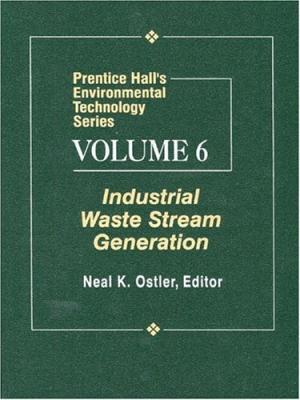 Prentice Hall's
Environmental
Technology
Series
VOLUME 6
Industrial
Waste Stream
Generation
Neal K. Ostler, Editor